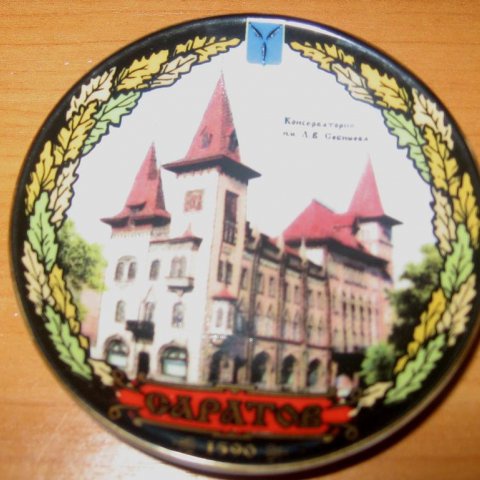 Консерватория
им. Л.В. Собинова
САРАТОВ
1590